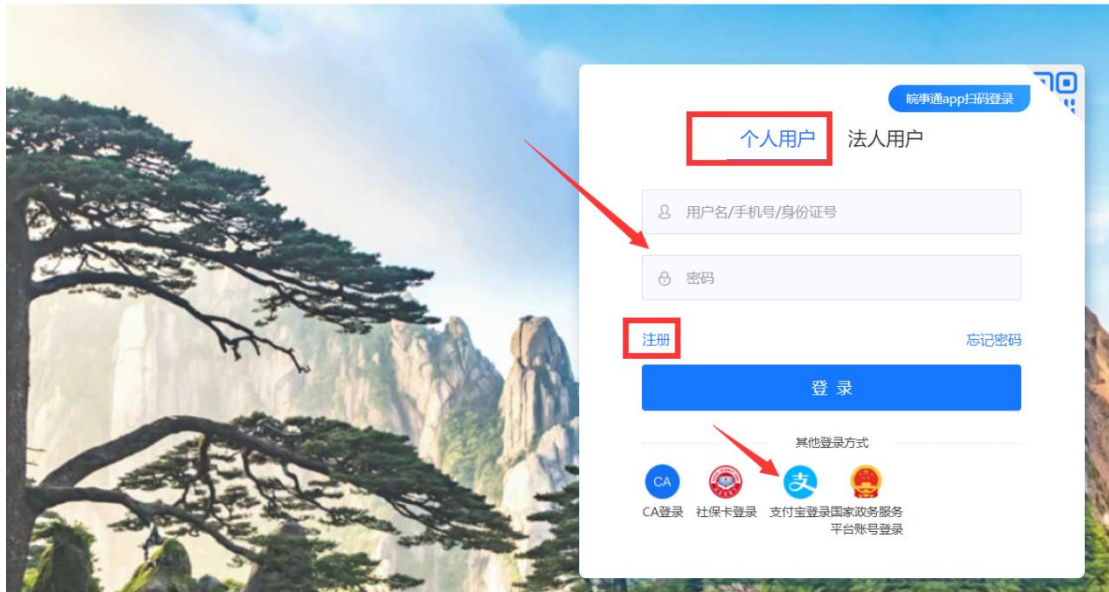 皖事通app扫码登录
个人用户 法人用户
用户名/手机号/身份证号
密码
注册 忘记密码
登 录
其他登录方式
CA
CA登录 社保卡登录 支付宝登录 国家政务服务
平台账号登录